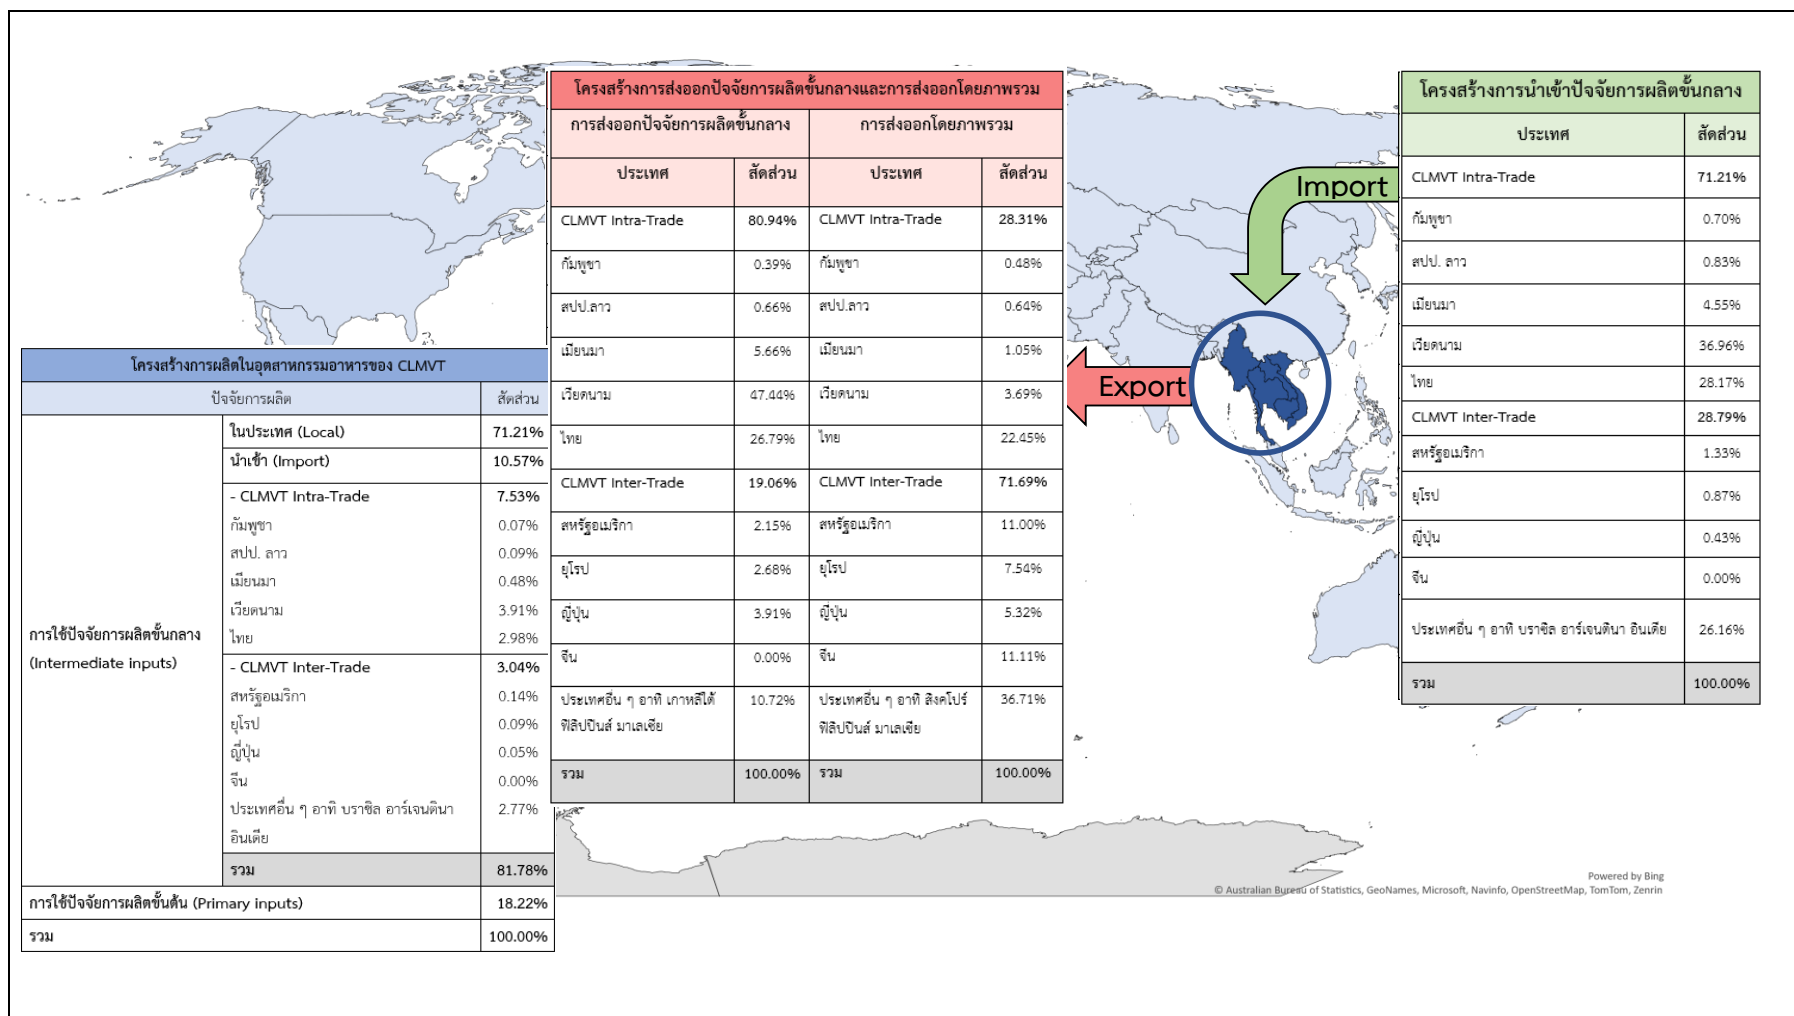 โครงสร้างการส่งออกปัจจัยการผลิตขั้นกลางและการส่งออกโดยภาพรวม
การส่งออกปัจจัยการผลิตขั้นกลาง การส่งออกโดยภาพรวม
ประเทศ สัดส่วน ประเทศ สัดส่วน
CLMVT Intra-Trade 80.94% CLMVT Intra-Trade 28.31%
กัมพูชา 0.39% กัมพูชา 0.48%
สปป.ลาว 0.66% สปป.ลาว 0.64%
เมียนมา 5.66% เมียนมา 1.05%
เวียดนาม 47.44% เวียดนาม 3.69%
ไทย 26.79% ไทย 22.45%
CLMVT Inter-Trade 19.06% CLMVT Inter-Trade 71.69%
สหรัฐอเมริกา 2.15% สหรัฐอเมริกา 11.00%
ยุโรป 2.68% ยุโรป 7.54%
ญี่ปุ่น 3.91% ญี่ปุ่น 5.32%
จีน 0.00% จีน 11.11%
ประเทศอื่น ๆ อาทิ เกาหลีใต้ 10.72% ประเทศอื่น ๆ อาทิ สิงคโปร์ 36.71%
ฟิลิปปินส์ มาเลเซีย ฟิลิปปินส์ มาเลเซีย
รวม 100.00% รวม 100.00%
Import
Export
โครงสร้างการนำเข้าปัจจัยการผลิตขั้นกลาง
ประเทศ สัดส่วน
CLMVT Intra-Trade 71.21%
กัมพูชา 0.70%
สปป. ลาว 0.83%
เมียนมา 4.55%
เวียดนาม 36.96%
ไทย 28.17%
CLMVT Inter-Trade 28.79%
สหรัฐอเมริกา 1.33%
ยุโรป 0.87%
ญี่ปุ่น 0.43%
จีน 0.00%
ประเทศอื่น ๆ อาทิ บราซิล อาร์เจนตินา อินเดีย 26.16%
รวม 100.00%
โครงสร้างการผลิตในอุตสาหกรรมอาหารของ CLMVT
ปัจจัยการผลิต สัดส่วน
การใช้ปัจจัยการผลิตขั้นกลาง
(Intermediate inputs)
ในประเทศ (Local) 71.21%
นำเข้า (Import) 10.57%
- CLMVT Intra-Trade 7.53%
กัมพูชา 0.07%
สปป. ลาว 0.09%
เมียนมา 0.48%
เวียดนาม 3.91%
ไทย 2.98%
- CLMVT Inter-Trade 3.04%
สหรัฐอเมริกา 0.14%
ยุโรป 0.09%
ญี่ปุ่น 0.05%
จีน 0.00%
ประเทศอื่น ๆ อาทิ บราซิล อาร์เจนตินา 2.77%
อินเดีย
รวม 81.78%
การใช้ปัจจัยการผลิตขั้นต้น (Primary inputs) 18.22%
รวม 100.00%
Powered by Bing
© Australian Bureau of Statistics, GeoNames, Microsoft, Navinfo, OpenStreetMap, TomTom, Zenrin